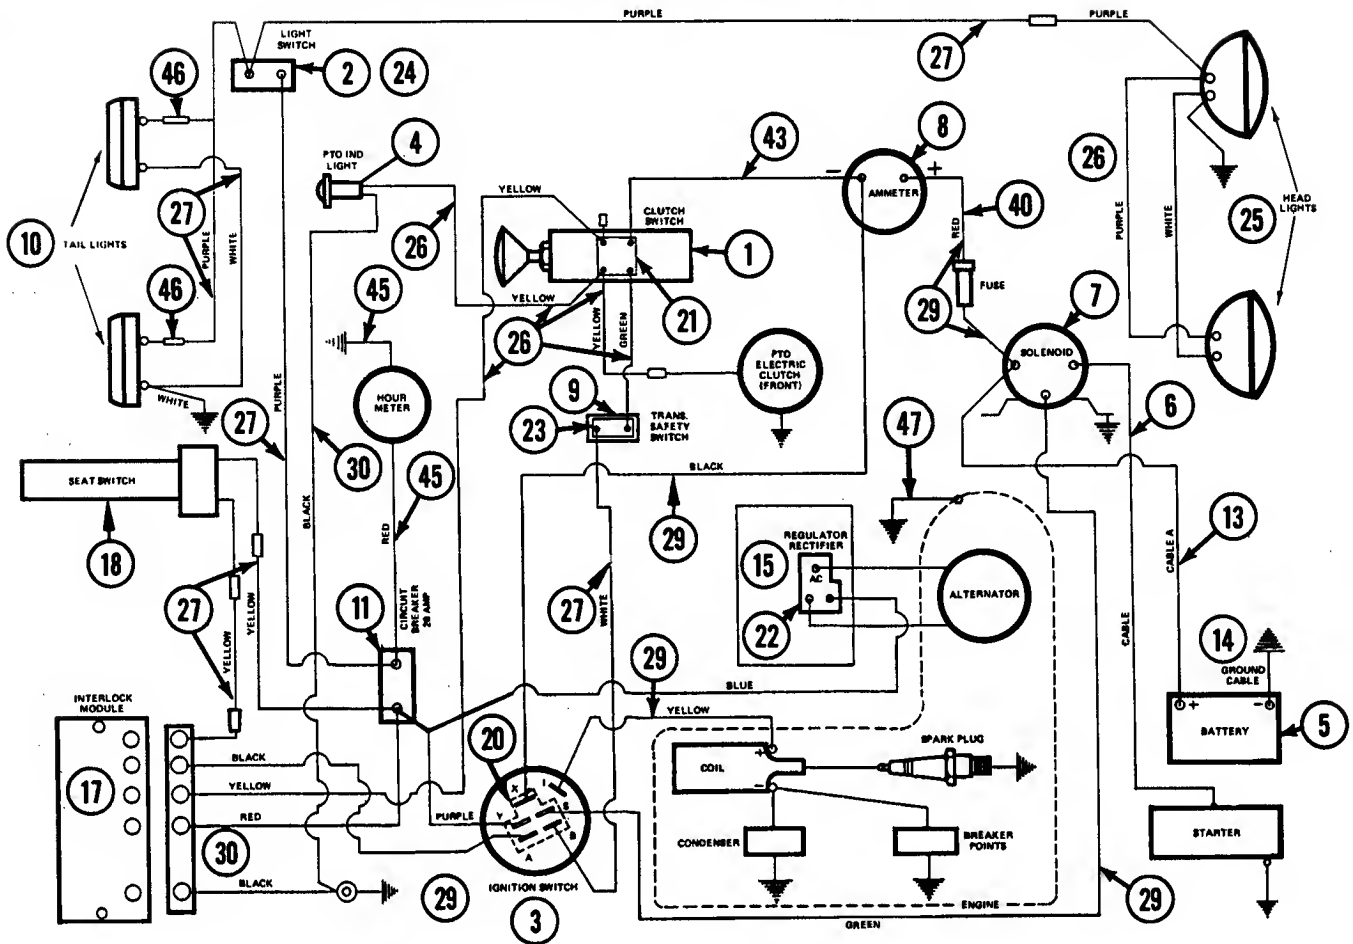 PURPLE
27
PURPLE
LIGHT
SWITCH
46
2
24
8
4
43
PTO IND
LIGHT
YELLOW
26
-
+
AMMETER
CLUTCH
SWITCH
1
40
RED
FUSE
PURPLE
WHITE
25
HEAD
LIGHTS
10
TAIL LIGHTS
27
PURPLE
WHITE
26
46
45
YELLOW
YELLOW
GREEN
21
29
7
SOLENOID
26
PTO
ELECTRIC
CLUTCH
(FRONT)
HOUR
METER
PURPLE
WHITE
9
23
TRANS.
SAFETY
SWITCH
6
27
30
45
BLACK
47
SEAT SWITCH
BLACK
RED
18
29
REGULATOR
RECTIFIER
15
AC
22
CABLE A
13
ALTERNATOR
27
WHITE
11
CIRCUIT
BREAKER
20 AMP
27
YELLOW
YELLOW
CABLE
14
GROUND
CABLE
29
BLUE
YELLOW
+
-
BATTERY
5
INTERLOCK
MODULE
17
BLACK
YELLOW
RED
30
BLACK
20
PURPLE
X
I
Y
S
A
B
IGNITION SWITCH
29
3
+
COIL
-
SPARK PLUG
CONDENSER
BREAKER
POINTS
STARTER
ENGINE
GREEN
29